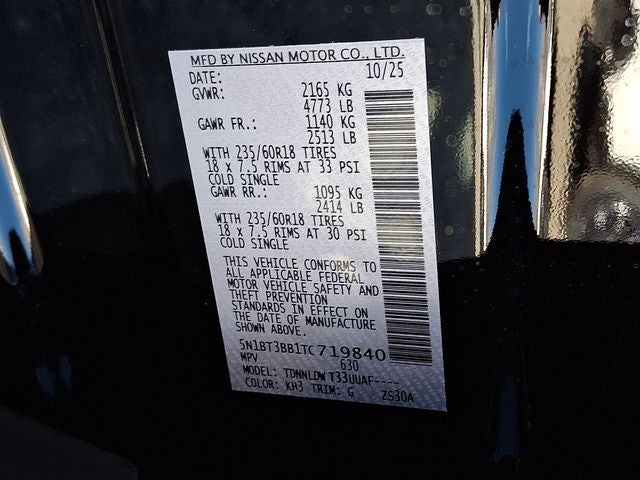 MFD BY NISSAN MOTOR CO., LTD.
DATE: 10/25
GVWR: 2165 KG
4773 LB
GAWR FR.: 1140 KG
2513 LB
WITH 235/60R18 TIRES
18 x 7.5 RIMS AT 33 PSI
COLD SINGLE
GAWR RR.: 1095 KG
2414 LB
WITH 235/60R18 TIRES
18 x 7.5 RIMS AT 30 PSI
COLD SINGLE
THIS VEHICLE CONFORMS TO
ALL APPLICABLE FEDERAL
MOTOR VEHICLE SAFETY AND
THEFT PREVENTION
STANDARDS IN EFFECT ON
THE DATE OF MANUFACTURE
SHOWN ABOVE.
5N1BT3BB1TC719840
MPV 630
MODEL: TDNNLDW T33UUAF----
COLOR: KH3 TRIM: G ZS30A